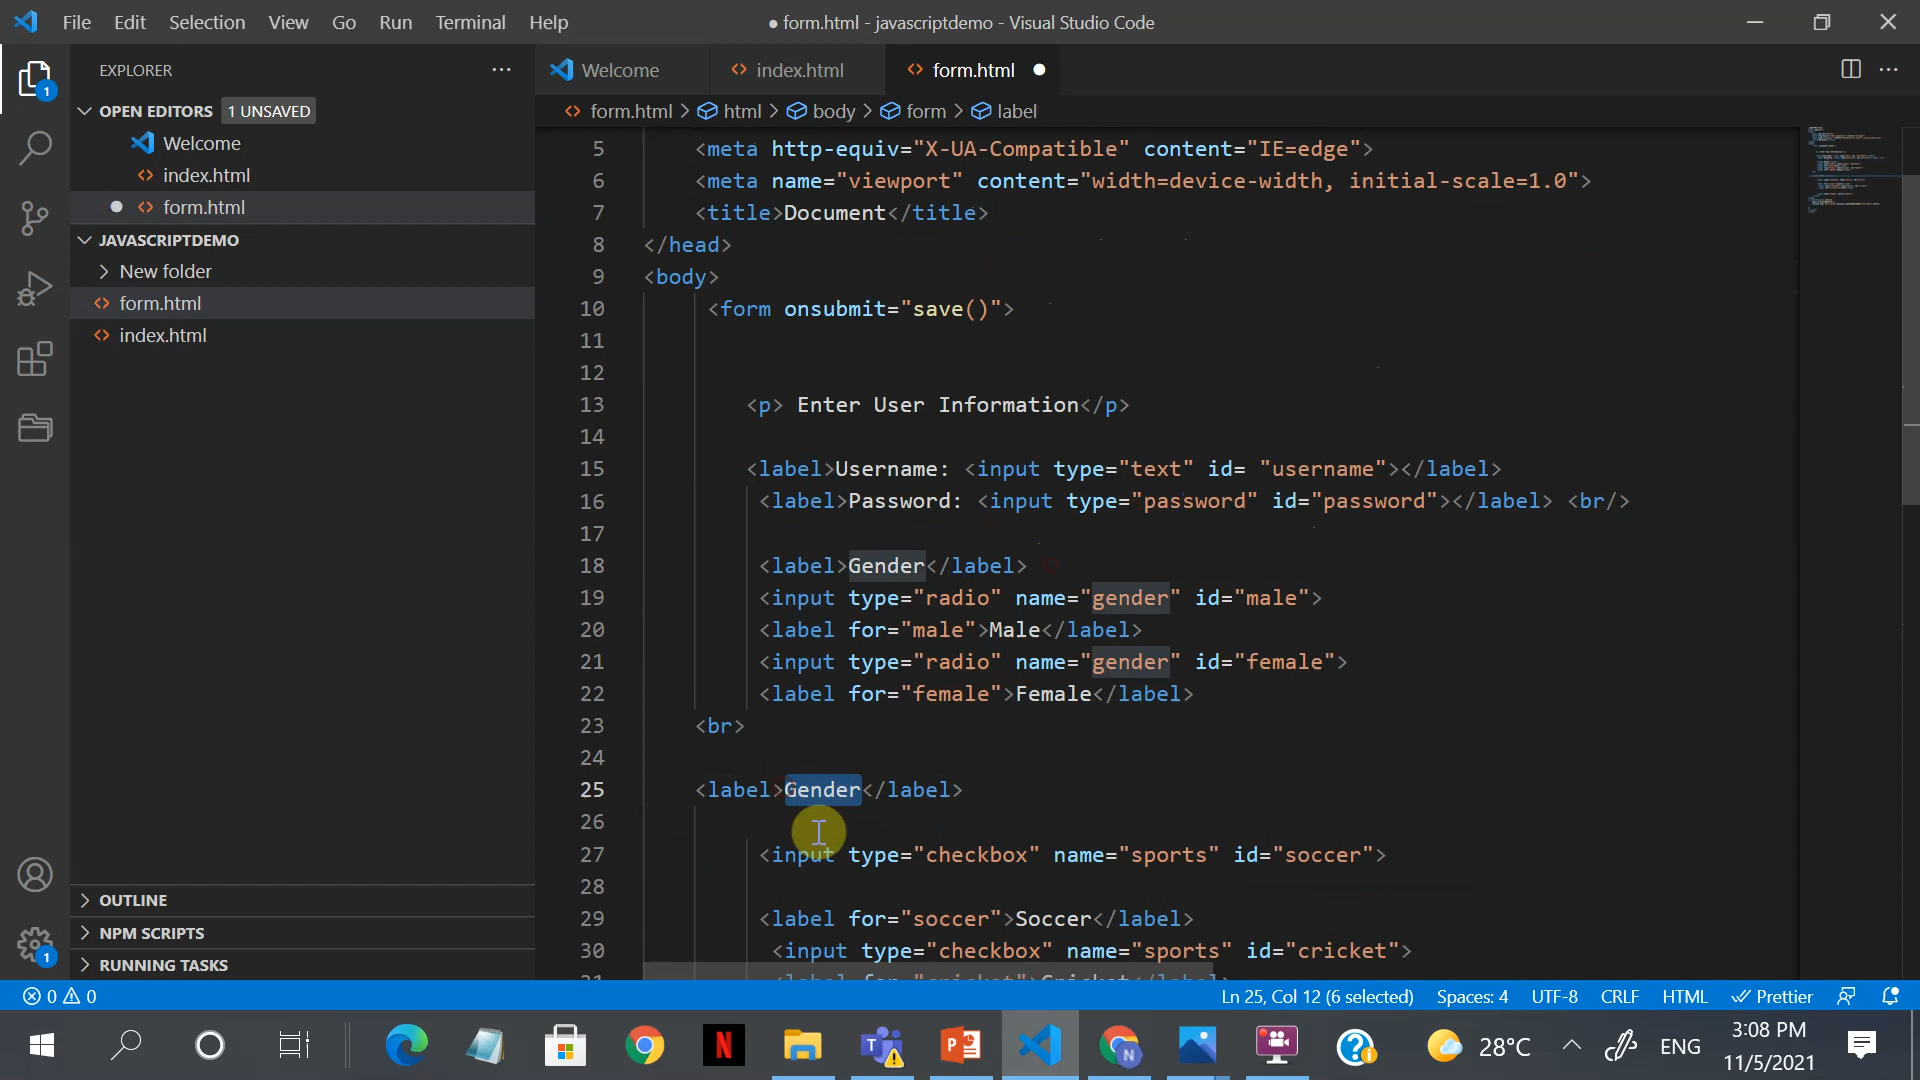 File Edit Selection View Go Run Terminal Help
● form.html - javascriptdemo - Visual Studio Code
EXPLORER
OPEN EDITORS 1 UNSAVED
Welcome
index.html
form.html
JAVASCRIPTDEMO
New folder
form.html
index.html
OUTLINE
NPM SCRIPTS
RUNNING TASKS
1
1
Welcome index.html form.html
form.html > html > body > form > label
5 <meta http-equiv="X-UA-Compatible" content="IE=edge">
6 <meta name="viewport" content="width=device-width, initial-scale=1.0">
7 <title>Document</title>
8 </head>
9 <body>
10 <form onsubmit="save()">
11
12
13 <p> Enter User Information</p>
14
15 <label>Username: <input type="text" id= "username"></label>
16 <label>Password: <input type="password" id="password"></label> <br/>
17
18 <label>Gender</label>
19 <input type="radio" name="gender" id="male">
20 <label for="male">Male</label>
21 <input type="radio" name="gender" id="female">
22 <label for="female">Female</label>
23 <br>
24
25 <label>Gender</label>
26
27 <input type="checkbox" name="sports" id="soccer">
28
29 <label for="soccer">Soccer</label>
30 <input type="checkbox" name="sports" id="cricket">
31 <label for="cricket">Cricket</label>
0 0 Ln 25, Col 12 (6 selected) Spaces: 4 UTF-8 CRLF HTML Prettier
28°C ENG 3:08 PM
11/5/2021